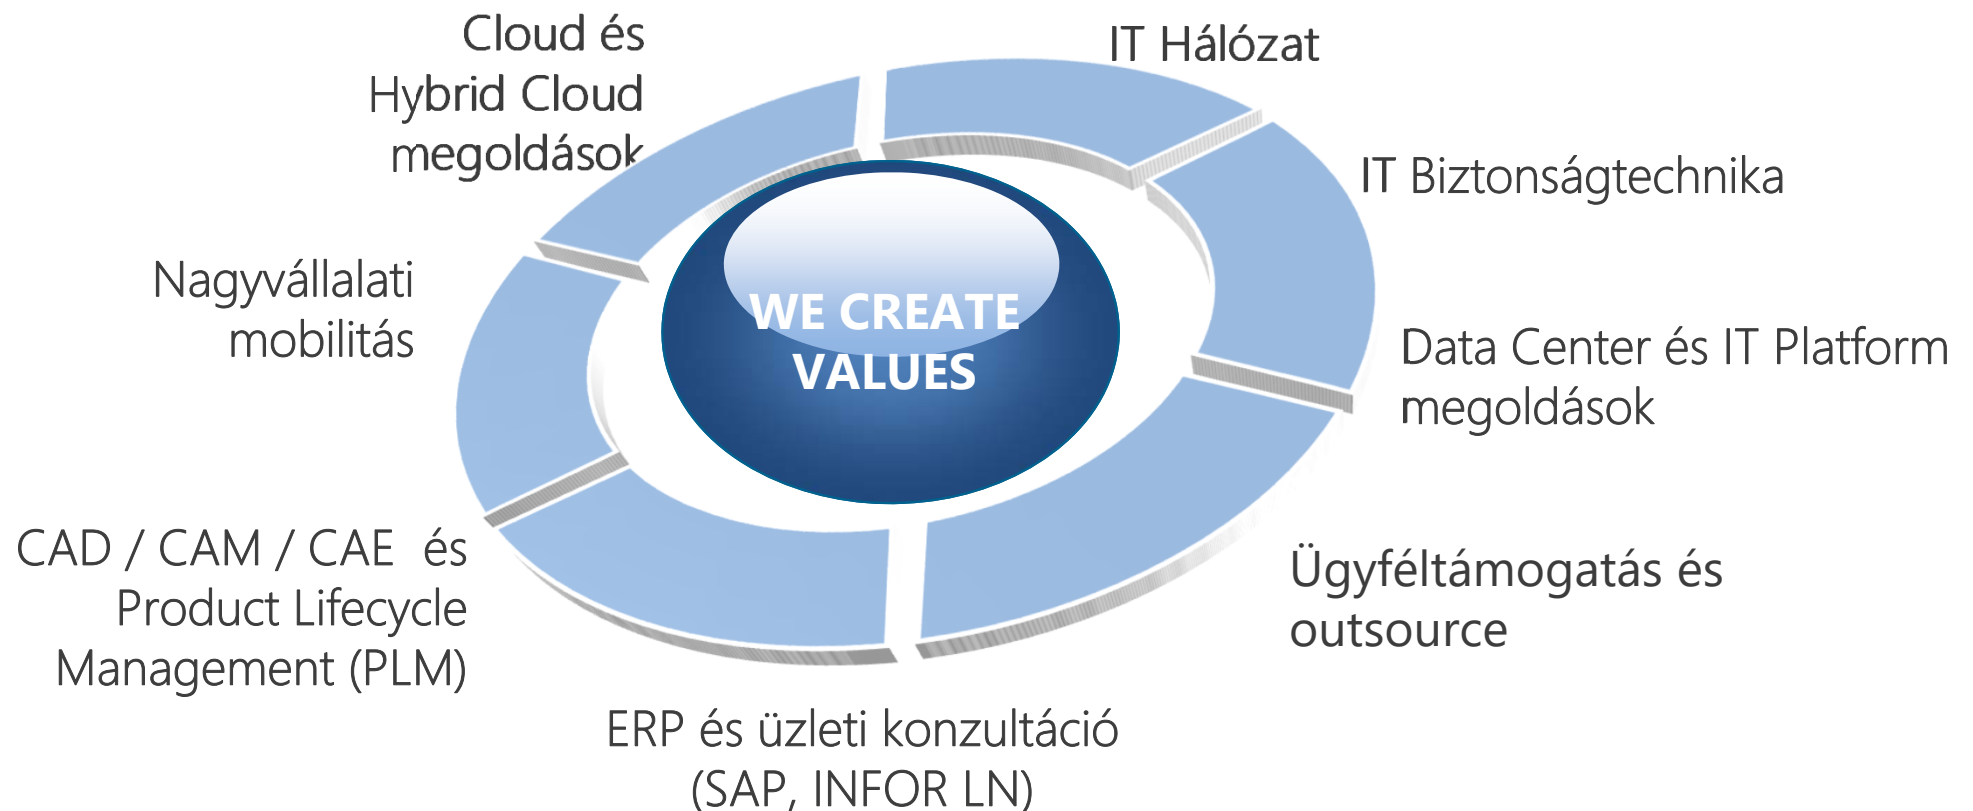 Cloud és
Hybrid Cloud
megoldások
IT Hálózat
IT Biztonságtechnika
Nagyvállalati
mobilitás
WE CREATE
VALUES
Data Center és IT Platform
megoldások
CAD / CAM / CAE és
Product Lifecycle
Management (PLM)
Ügyféltámogatás és
outsource
ERP és üzleti konzultáció
(SAP, INFOR LN)